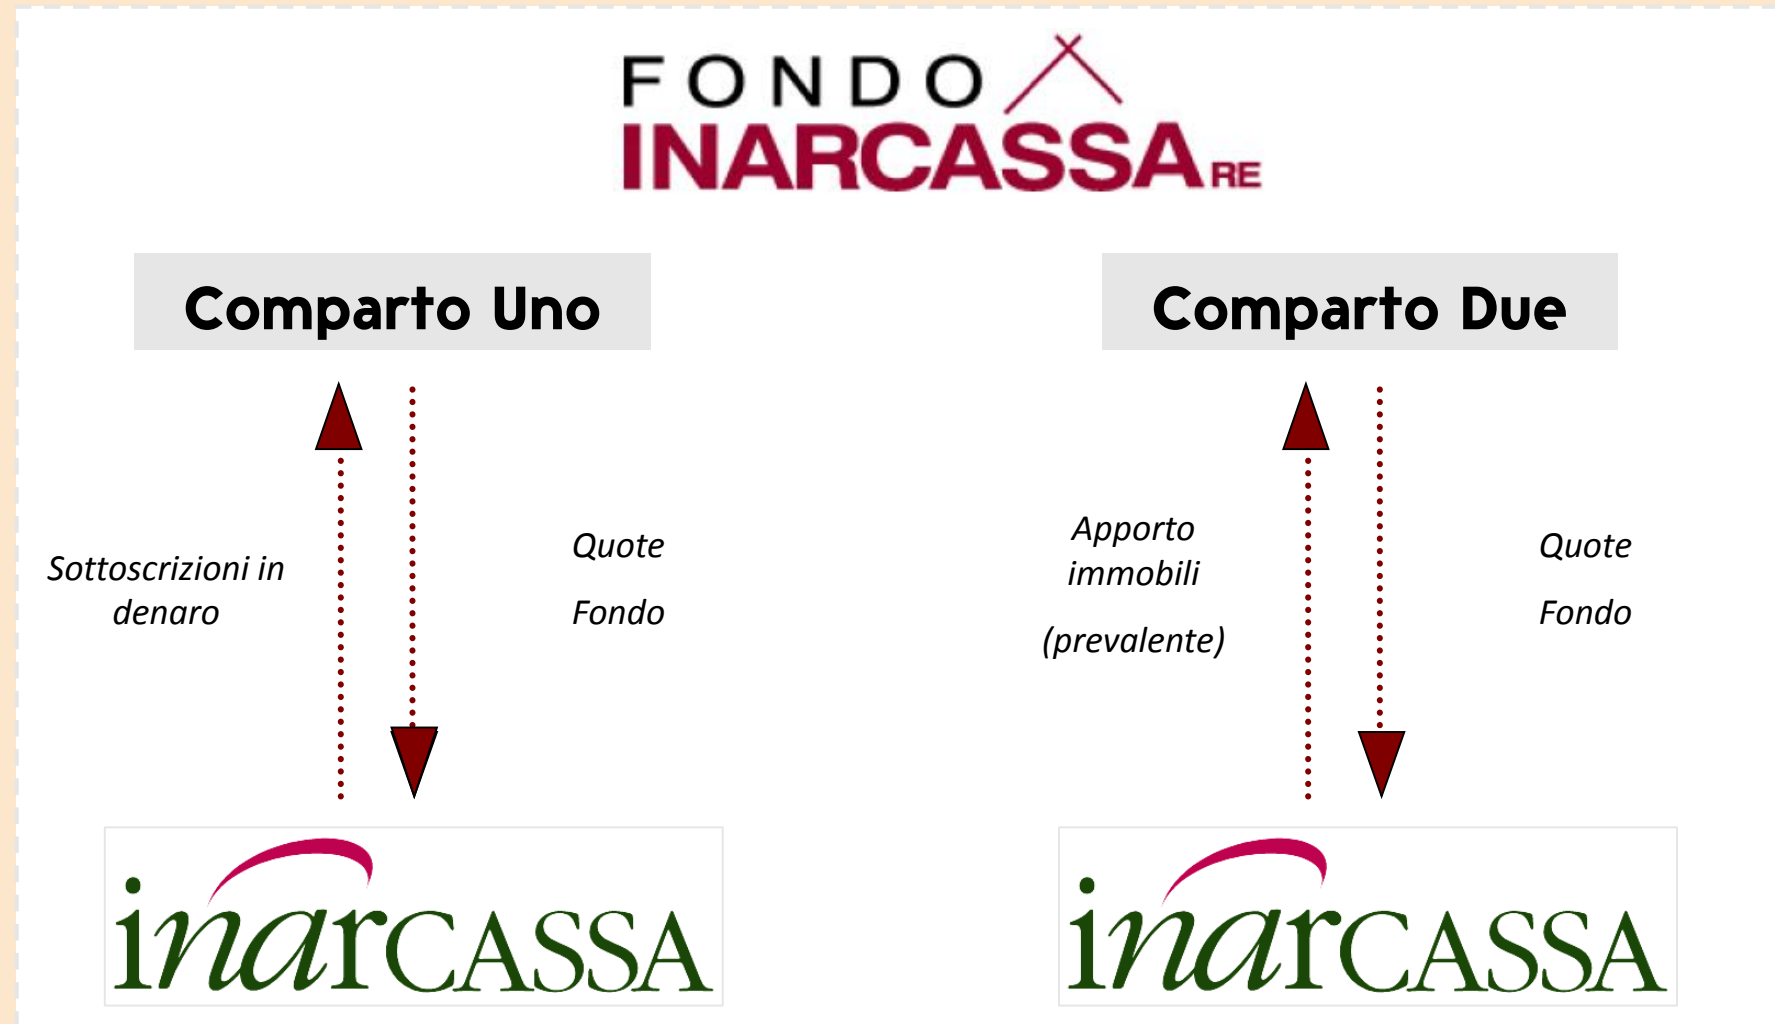 FONDO
INARCASSA RE
Comparto Uno
Comparto Due
Sottoscrizioni in
denaro
Quote
Fondo
Apporto
immobili
(prevalente)
Quote
Fondo
inarCASSA
inarCASSA